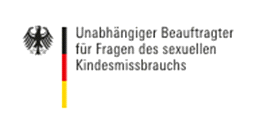 Unabhängiger Beauftragter
für Fragen des sexuellen
Kindesmissbrauchs